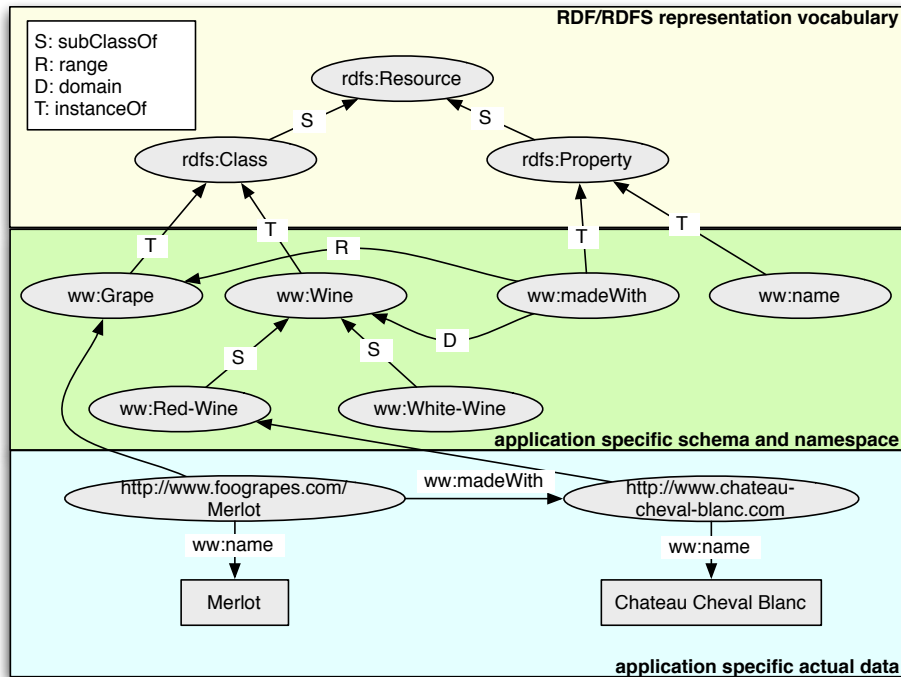 RDF/RDFS representation vocabulary
S: subClassOf
R: range
D: domain
T: instanceOf
rdfs:Resource
S
S
rdfs:Class
rdfs:Property
T
T
R
T
T
ww:Grape
ww:Wine
ww:madeWith
ww:name
D
S
S
ww:Red-Wine
ww:White-Wine
application specific schema and namespace
http://www.foograpes.com/
Merlot
ww:madeWith
http://www.chateau-
cheval-blanc.com
ww:name
ww:name
Merlot
Chateau Cheval Blanc
application specific actual data